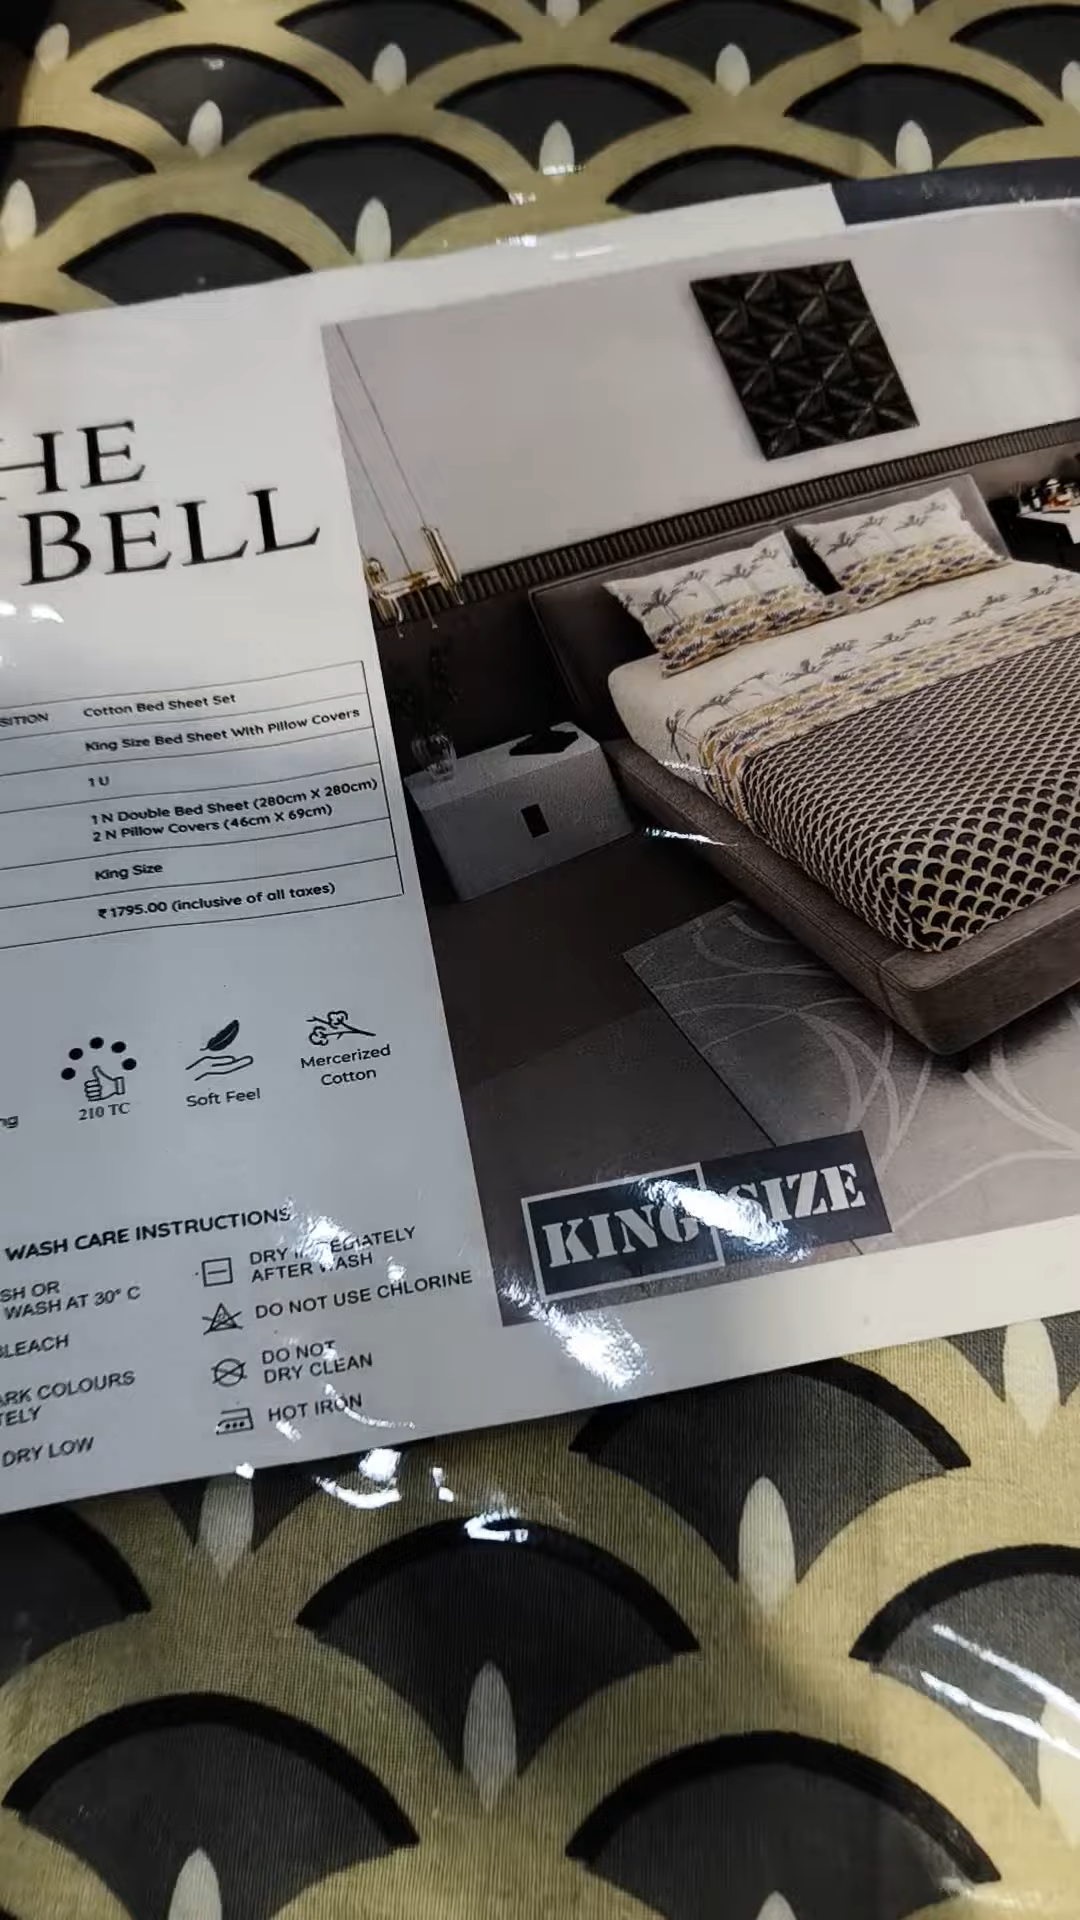 HE
BELL
SITION Cotton Bed Sheet Set
King Size Bed Sheet With Pillow Covers
1 U
1 N Double Bed Sheet (280cm X 280cm)
2 N Pillow Covers (46cm X 69cm)
King Size
₹1795.00 (inclusive of all taxes)
ng
210 TC
Soft Feel
Mercerized
Cotton
WASH CARE INSTRUCTIONS
SH OR
WASH AT 30° C
BLEACH
ARK COLOURS
TELY
DRY LOW
DRY IMMEDIATELY
AFTER WASH
DO NOT USE CHLORINE
DO NOT
DRY CLEAN
HOT IRON
KING SIZE